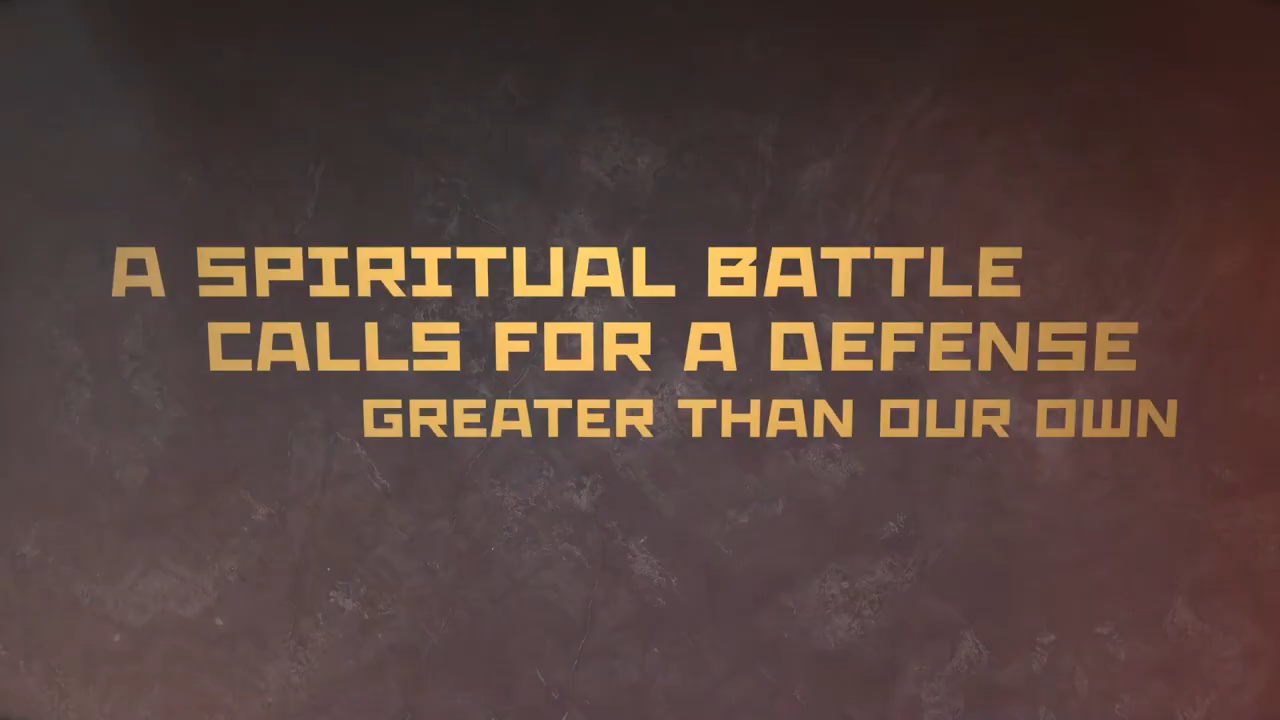 A SPIRITUAL BATTLE
CALLS FOR A DEFENSE
GREATER THAN OUR OWN